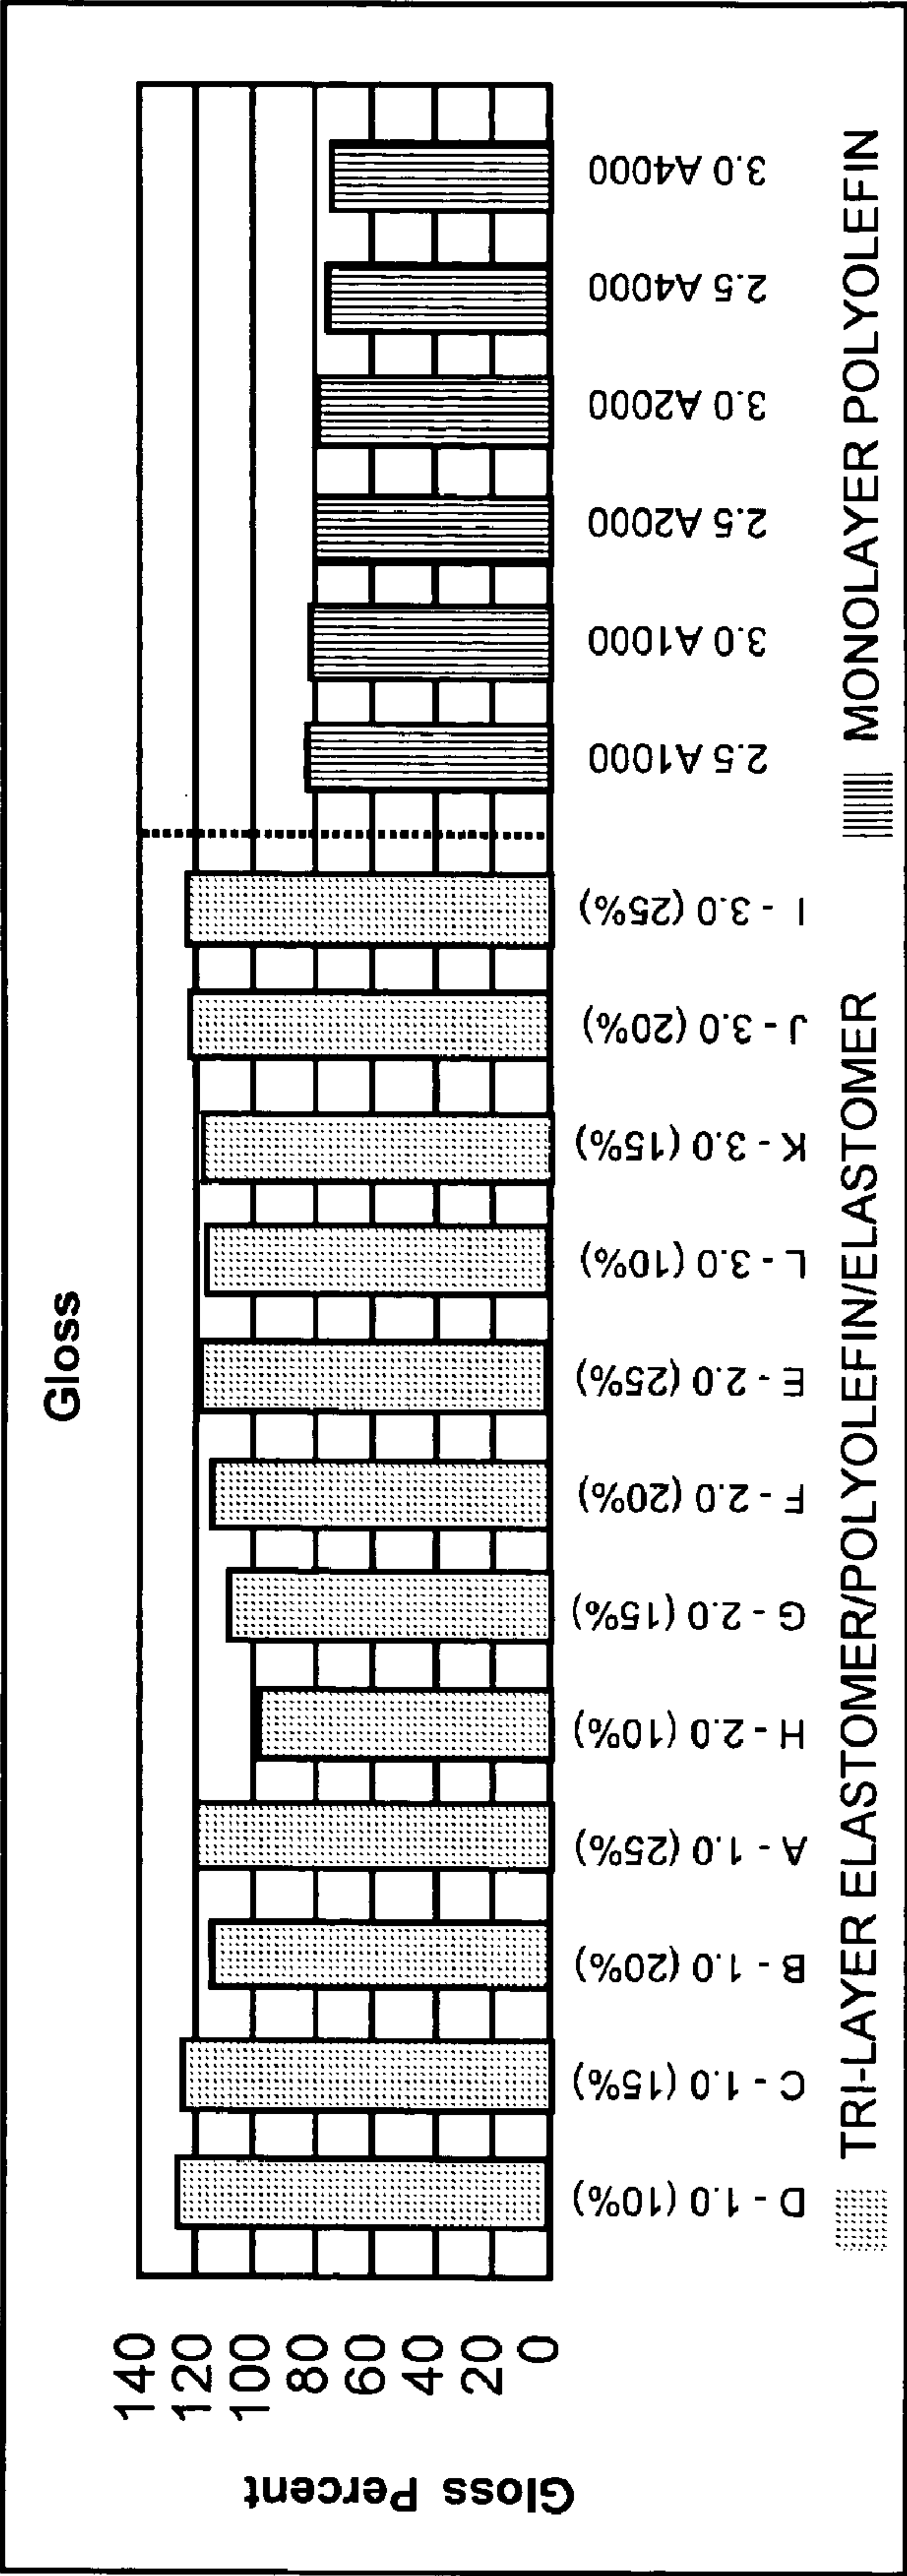 Gloss
Gloss Percent
140
120
100
80
60
40
20
0
D - 1.0 (10%)
C - 1.0 (15%)
B - 1.0 (20%)
A - 1.0 (25%)
H - 2.0 (10%)
G - 2.0 (15%)
F - 2.0 (20%)
E - 2.0 (25%)
L - 3.0 (10%)
K - 3.0 (15%)
J - 3.0 (20%)
I - 3.0 (25%)
2.5 A1000
3.0 A1000
2.5 A2000
3.0 A2000
2.5 A4000
3.0 A4000
TRI-LAYER ELASTOMER/POLYOLEFIN/ELASTOMER
MONOLAYER POLYOLEFIN